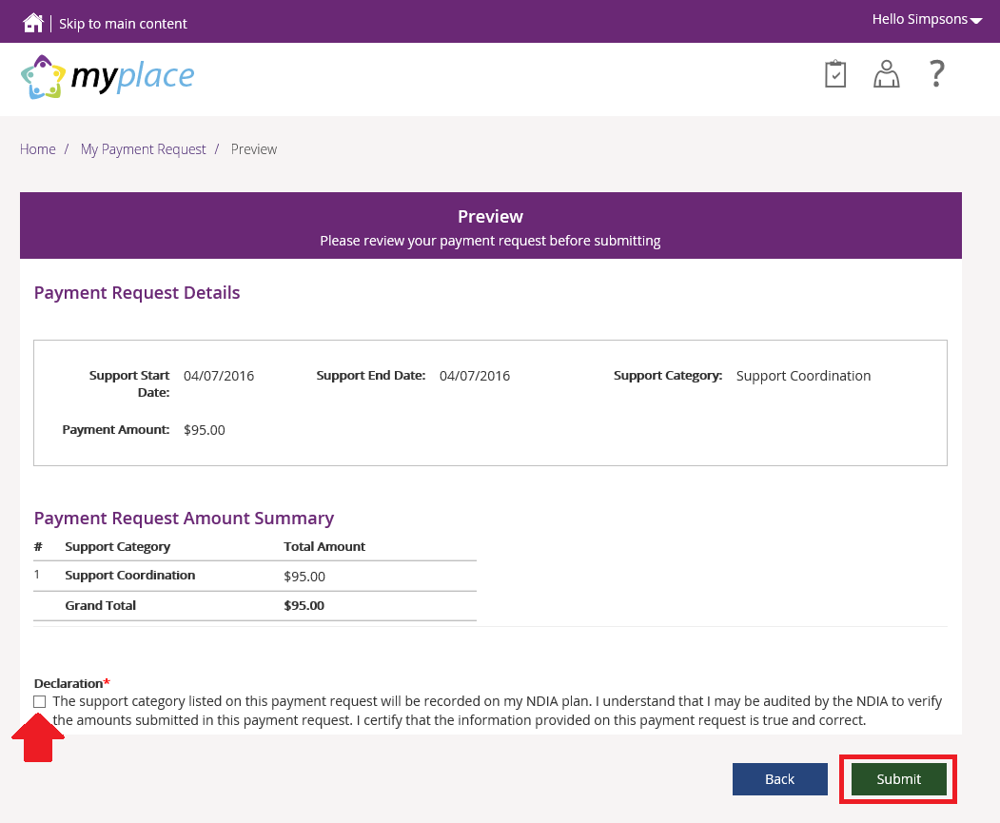 Skip to main content
Hello Simpsons
myplace
?
Home / My Payment Request / Preview
Preview
Please review your payment request before submitting
Payment Request Details
Support Start Date: 04/07/2016 Support End Date: 04/07/2016 Support Category: Support Coordination
Payment Amount: $95.00
Payment Request Amount Summary
# Support Category Total Amount
1 Support Coordination $95.00
Grand Total $95.00
Declaration*
The support category listed on this payment request will be recorded on my NDIA plan. I understand that I may be audited by the NDIA to verify
the amounts submitted in this payment request. I certify that the information provided on this payment request is true and correct.
Back Submit